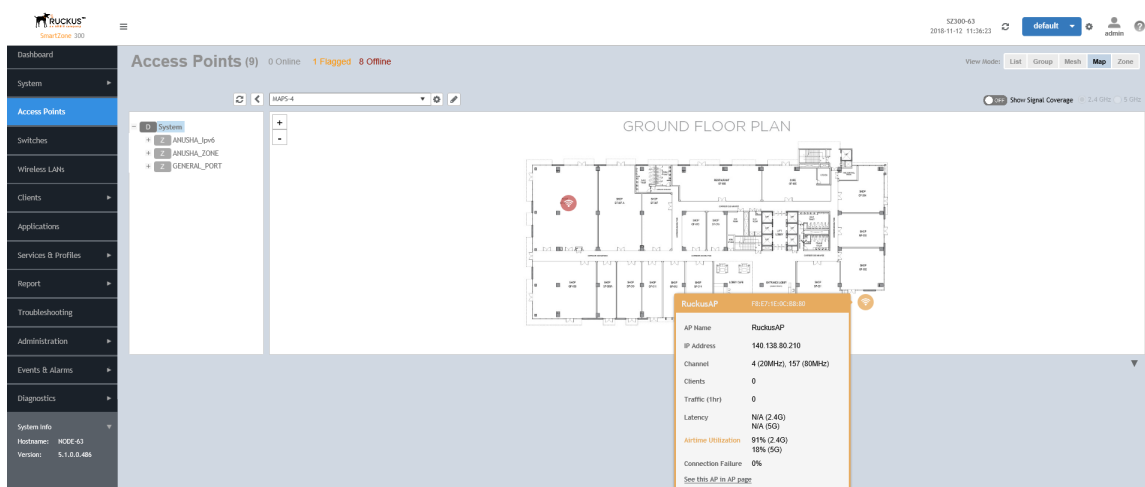 RUCKUS™
SmartZone 300
SZ300-63
2018-11-12 11:36:23
default
admin
Dashboard
System
Access Points
Switches
Wireless LANs
Clients
Applications
Services & Profiles
Report
Troubleshooting
Administration
Events & Alarms
Diagnostics
System Info
Hostname: NODE-63
Version: 5.1.0.0.486
Access Points (9) 0 Online 1 Flagged 8 Offline
View Mode: List Group Mesh Map Zone
MAPS-4
OFF Show Signal Coverage 2.4 GHz 5 GHz
D System
Z ANUSHA_Ipv6
Z ANUSHA_ZONE
Z GENERAL_PORT
+
-
GROUND FLOOR PLAN
RuckusAP
AP Name RuckusAP
IP Address 140.138.80.210
Channel 4 (20MHz), 157 (80MHz)
Clients 0
Traffic (1hr) 0
Latency N/A (2.4G)
N/A (5G)
Airtime Utilization 91% (2.4G)
18% (5G)
Connection Failure 0%
See this AP in AP page